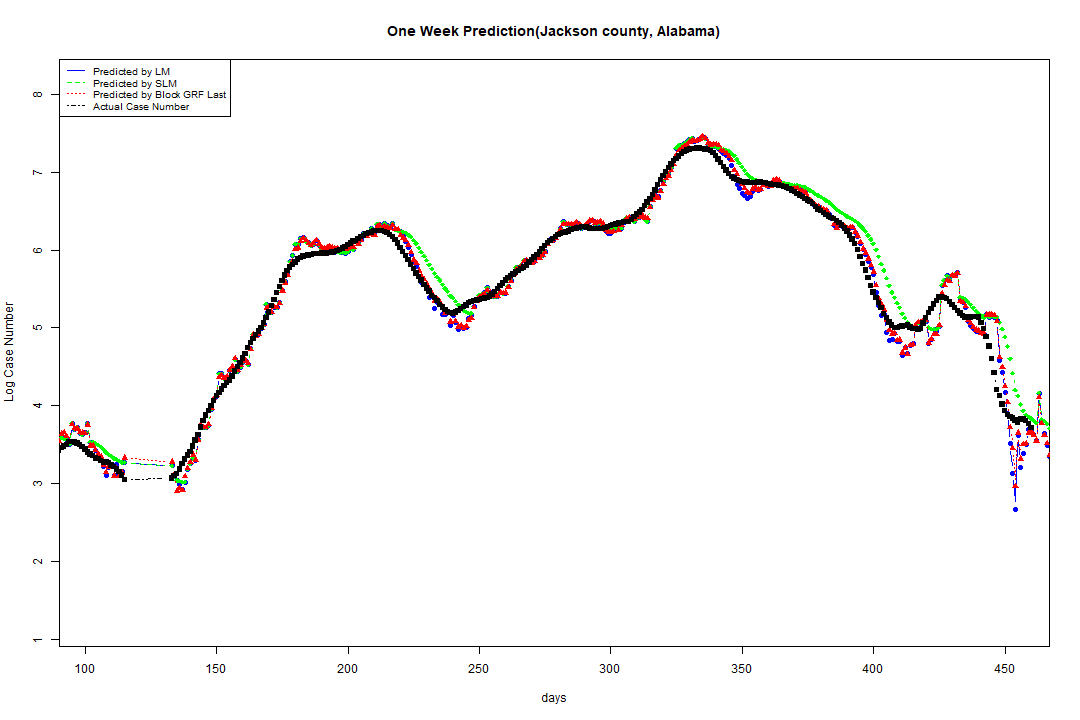 One Week Prediction(Jackson county, Alabama)
Predicted by LM
Predicted by SLM
Predicted by Block GRF Last
Actual Case Number
8
7
6
5
4
3
2
1
Log Case Number
100 150 200 250 300 350 400 450
days